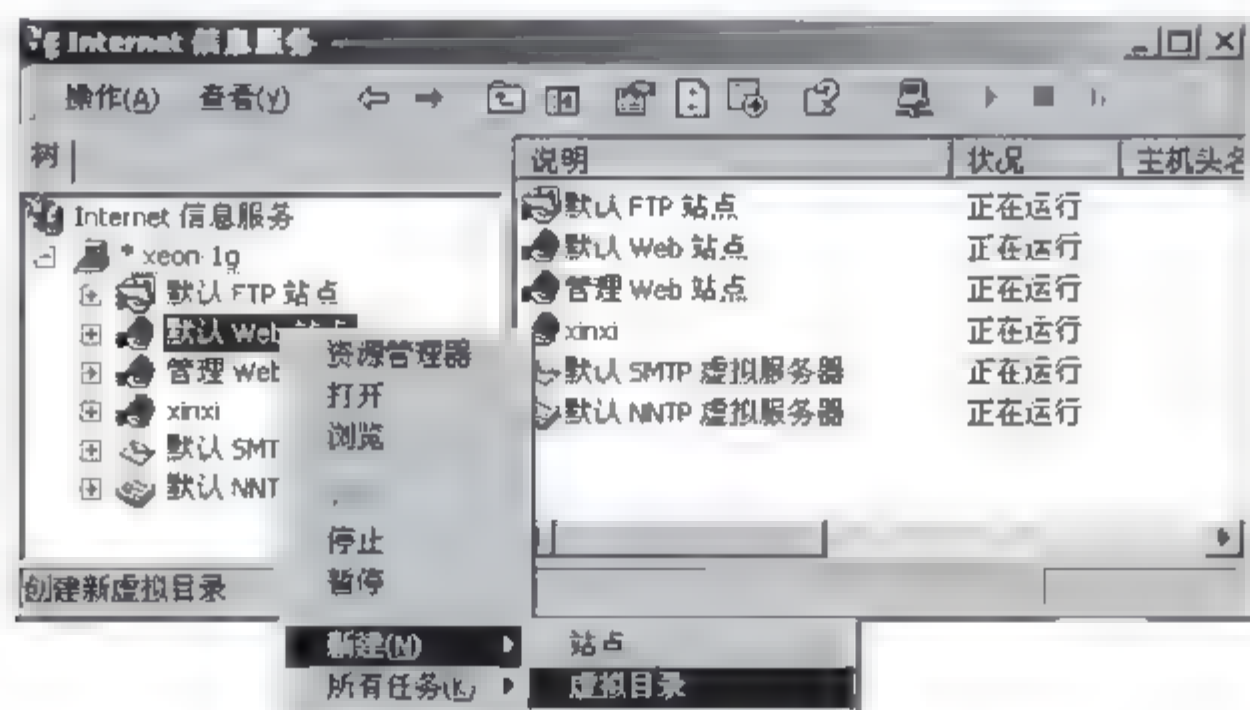 Internet 信息服务
操作(A) 查看(V)
树
说明 状况 主机头名
Internet 信息服务
* xeon-1g
默认 FTP 站点
默认 Web 站点
管理 Web
xinxi
默认 SMT
默认 NNT
默认 FTP 站点 正在运行
默认 Web 站点 正在运行
管理 Web 站点 正在运行
xinxi 正在运行
默认 SMTP 虚拟服务器 正在运行
默认 NNTP 虚拟服务器 正在运行
资源管理器
打开
浏览
停止
暂停
新建(N)
所有任务(K)
站点
虚拟目录
创建新虚拟目录